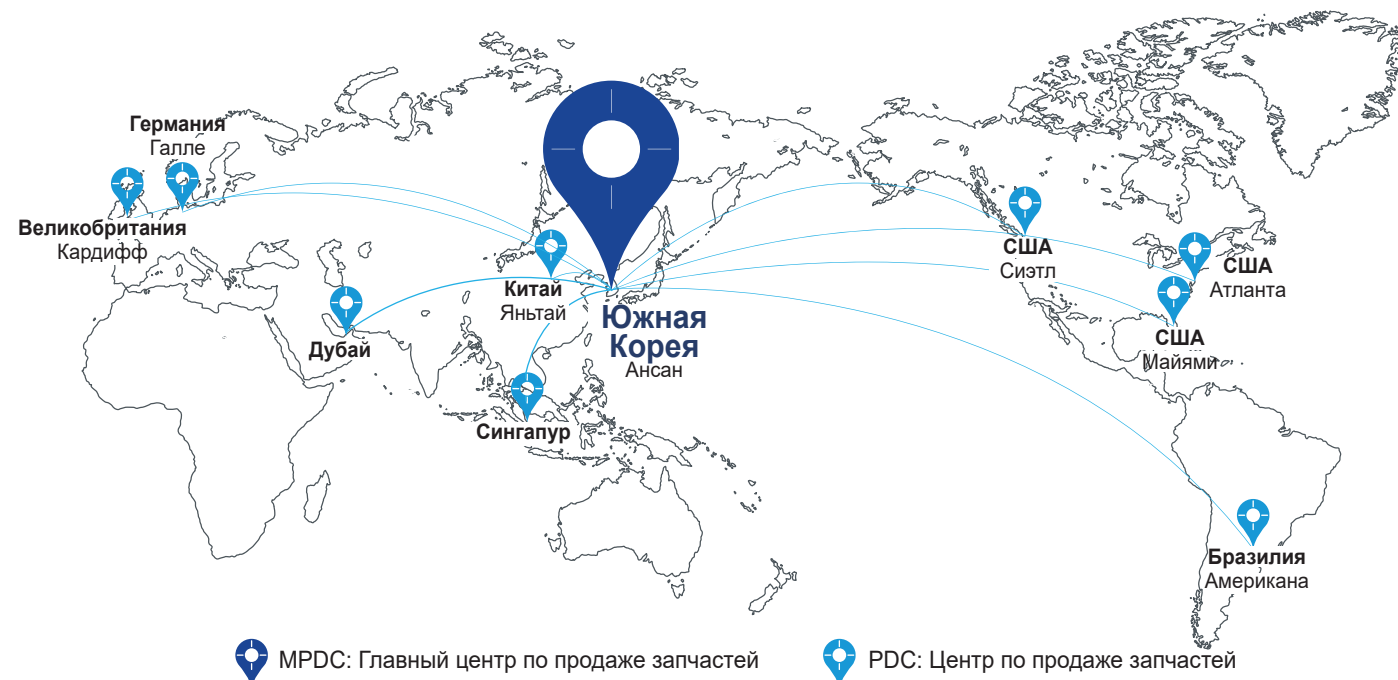 Германия
Галле
Великобритания
Кардифф
Дубай
Китай
Яньтай
Южная
Корея
Ансан
Сингапур
США
Сиэтл
США
Атланта
США
Майями
Бразилия
Американа
MPDC: Главный центр по продаже запчастей
PDC: Центр по продаже запчастей